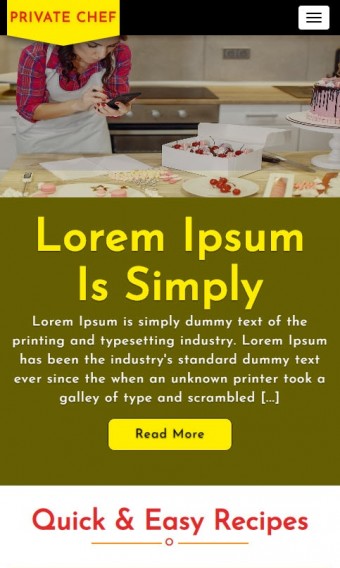 PRIVATE CHEF
Lorem Ipsum
Is Simply
Lorem Ipsum is simply dummy text of the
printing and typesetting industry. Lorem Ipsum
has been the industry's standard dummy text
ever since the when an unknown printer took a
galley of type and scrambled [...]
Read More
Quick & Easy Recipes